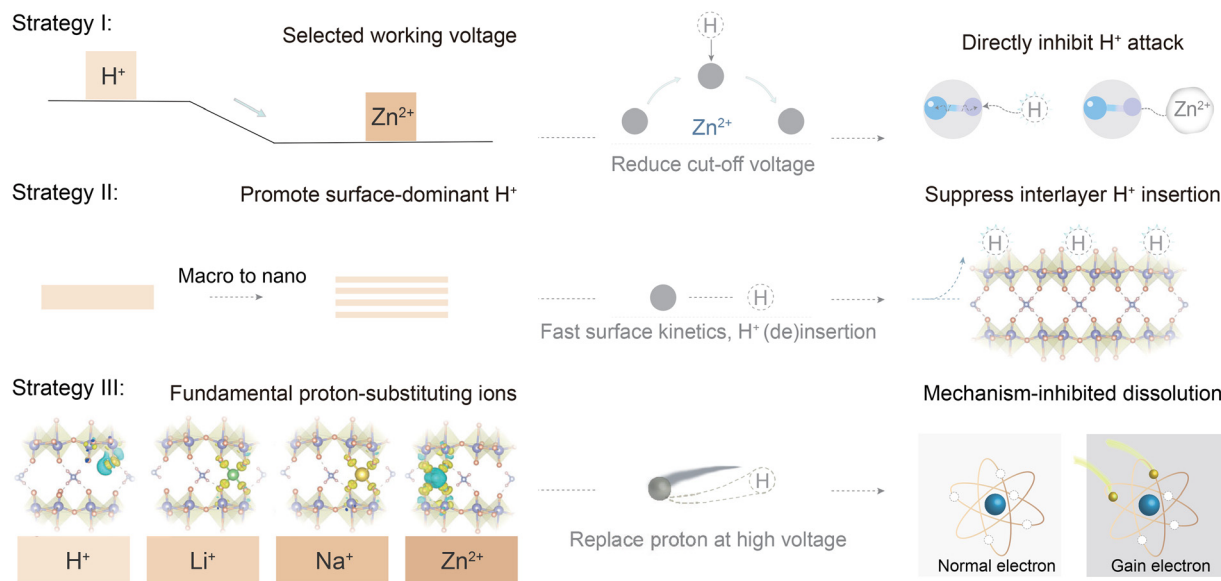 Strategy I:
Selected working voltage
H⁺
Zn²⁺
H
Zn²⁺
Reduce cut-off voltage
Directly inhibit H⁺ attack
H
Zn²⁺
Strategy II:
Promote surface-dominant H⁺
Macro to nano
H
Fast surface kinetics, H⁺ (de)insertion
Suppress interlayer H⁺ insertion
H
H
H
Strategy III:
Fundamental proton-substituting ions
H⁺
Li⁺
Na⁺
Zn²⁺
H
Replace proton at high voltage
Mechanism-inhibited dissolution
Normal electron
Gain electron